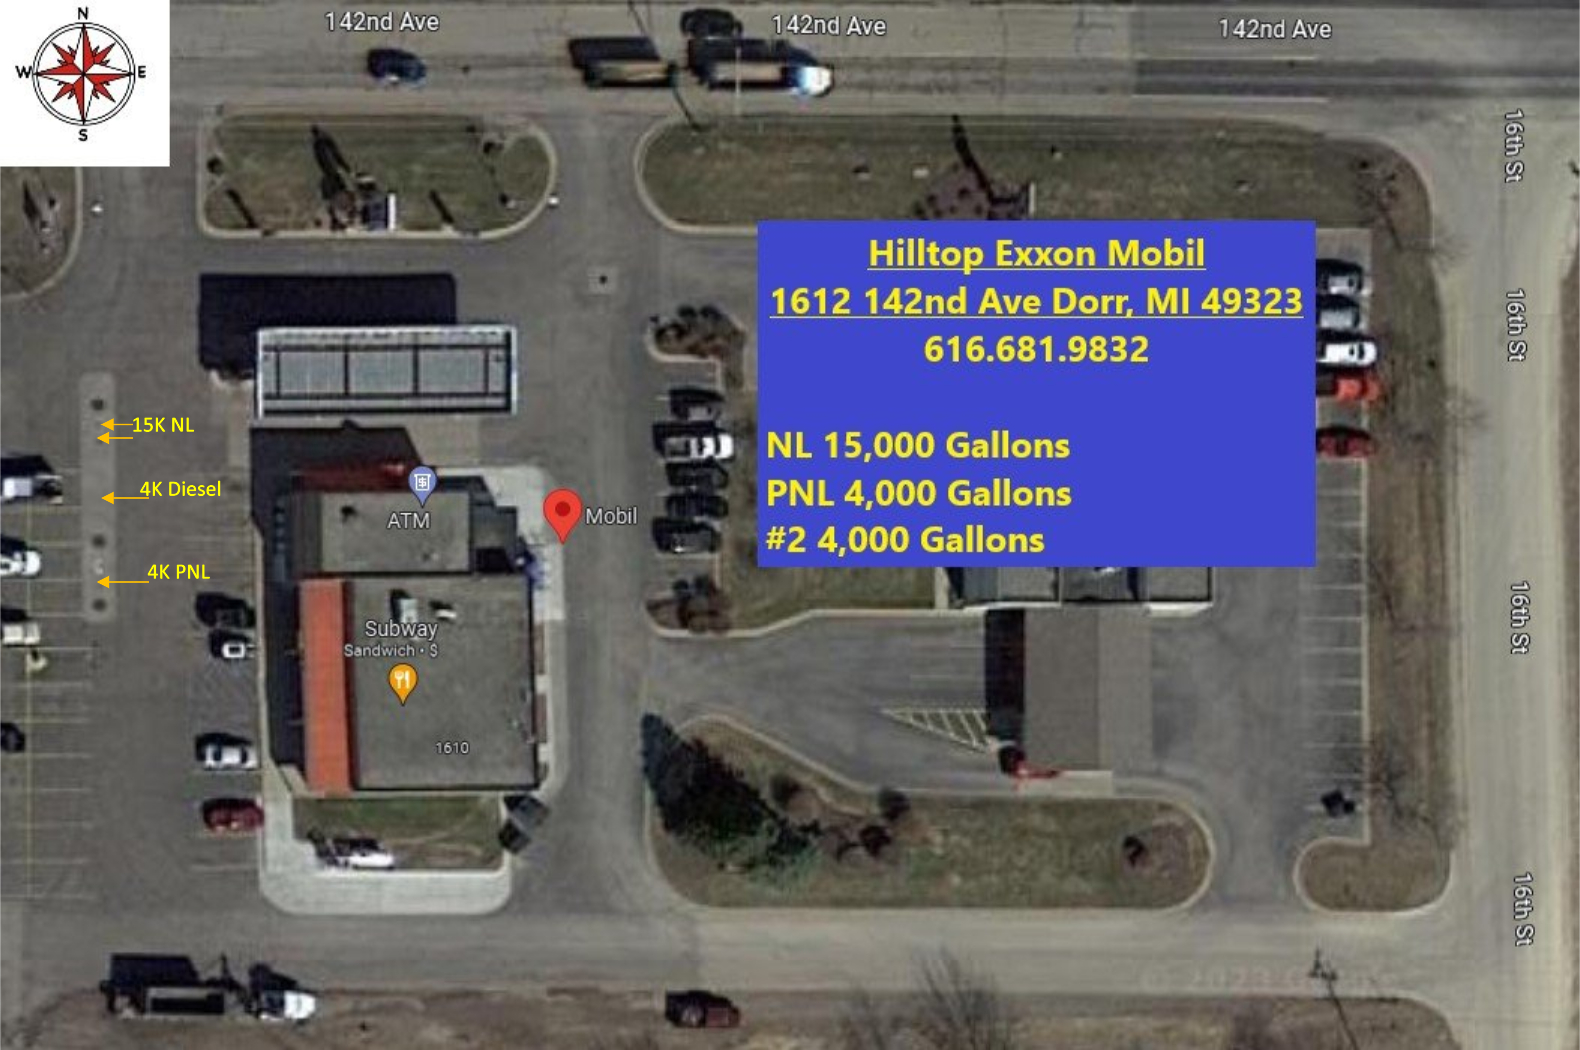 N
W E
S
142nd Ave
142nd Ave
142nd Ave
16th St
Hilltop Exxon Mobil
1612 142nd Ave Dorr, MI 49323
616.681.9832
NL 15,000 Gallons
PNL 4,000 Gallons
#2 4,000 Gallons
16th St
15K NL
4K Diesel
ATM
Mobil
4K PNL
16th St
Subway
Sandwich • $
1610
16th St